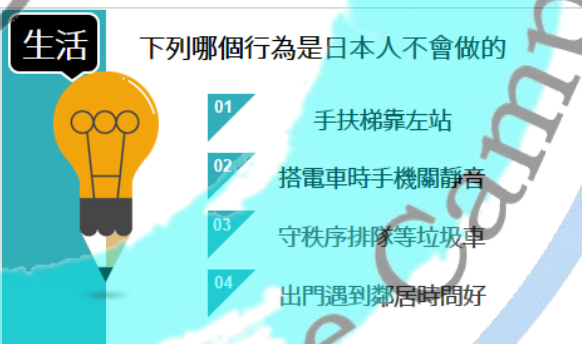 生活
下列哪個行為是日本人不會做的
01
手扶梯靠左站
02
搭電車時手機關靜音
03
守秩序排隊等垃圾車
04
出門遇到鄰居時問好
e Camp